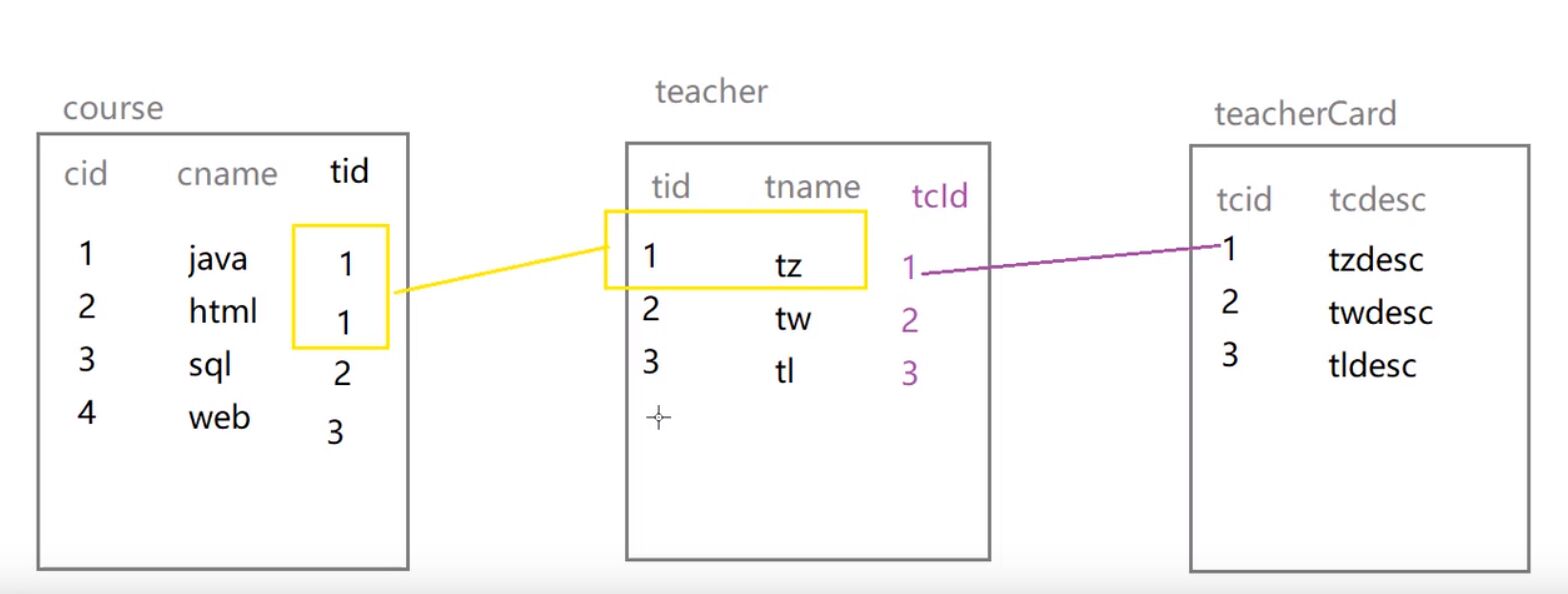 course
cid cname tid
1 java 1
2 html 1
3 sql 2
4 web 3
teacher
tid tname tcId
1 tz 1
2 tw 2
3 tl 3
teacherCard
tcid tcdesc
1 tzdesc
2 twdesc
3 tldesc